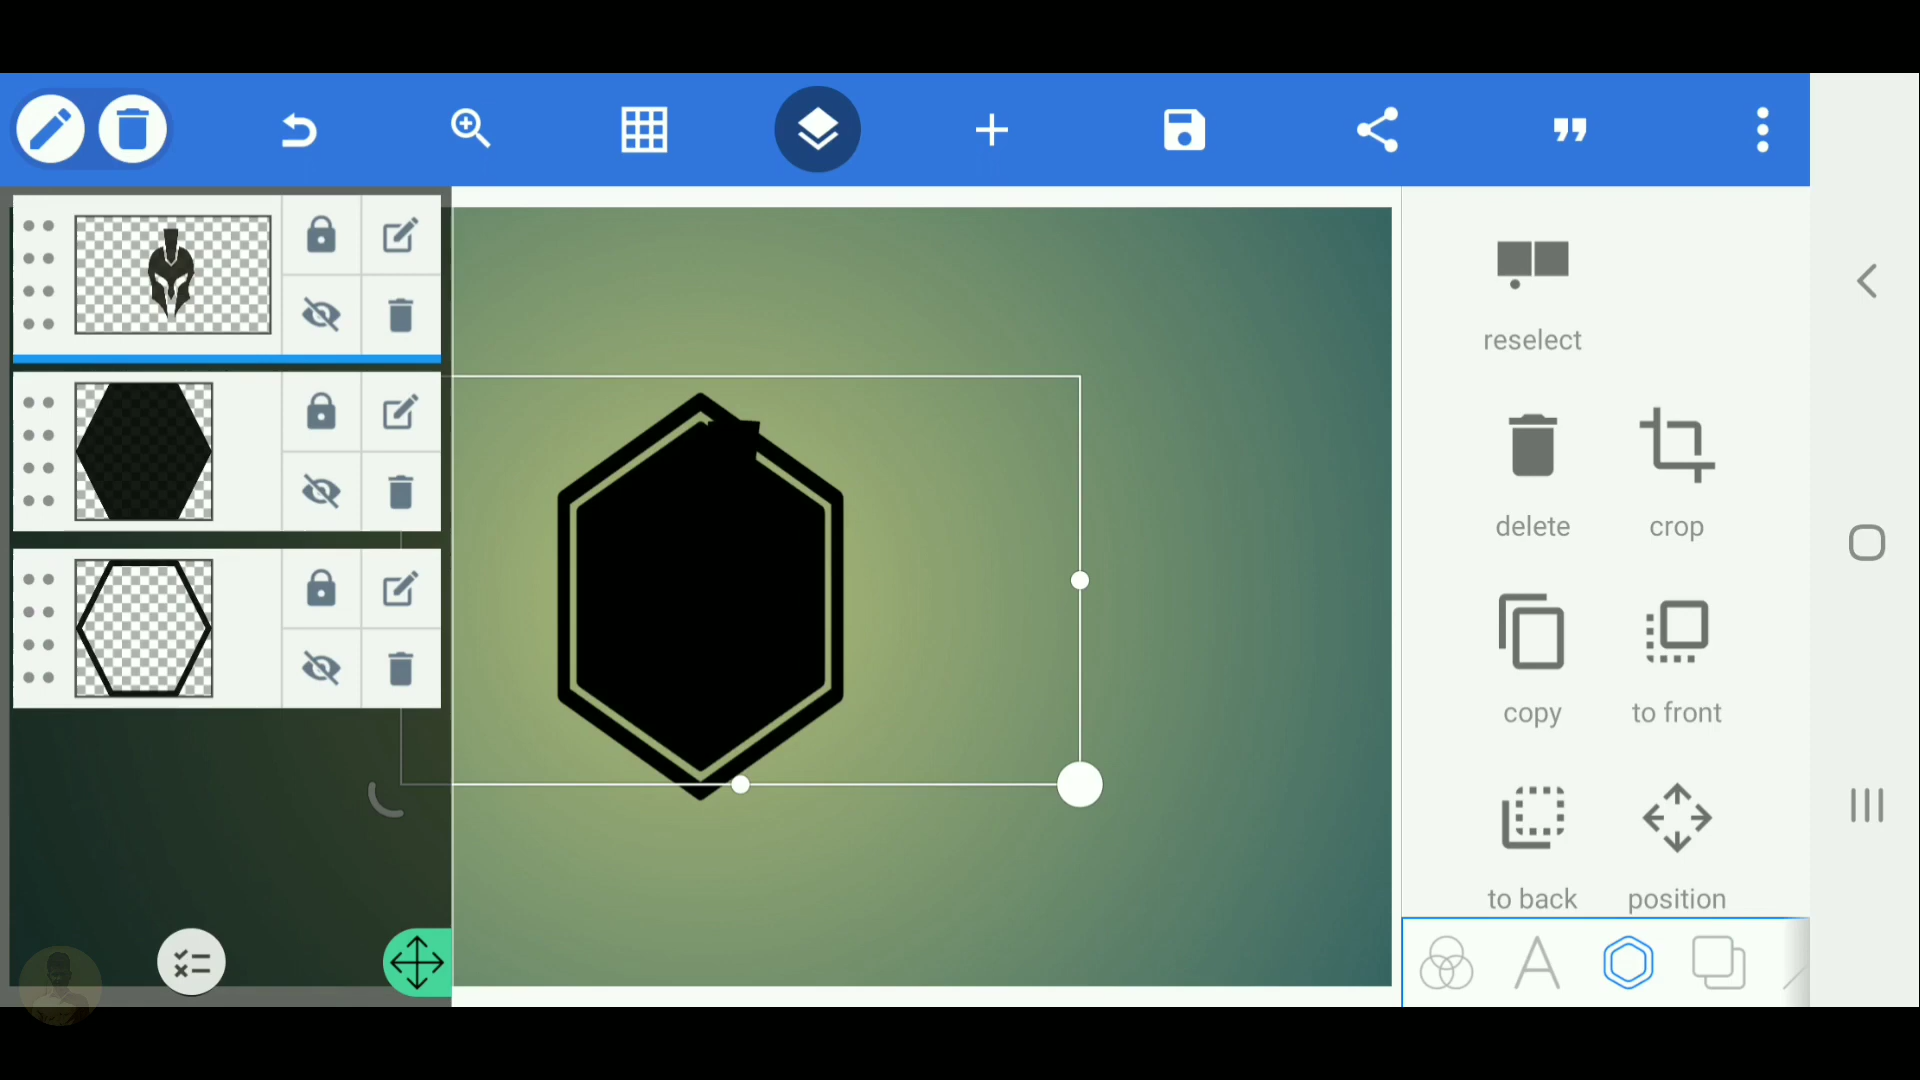 reselect
delete
crop
copy
to front
to back
position